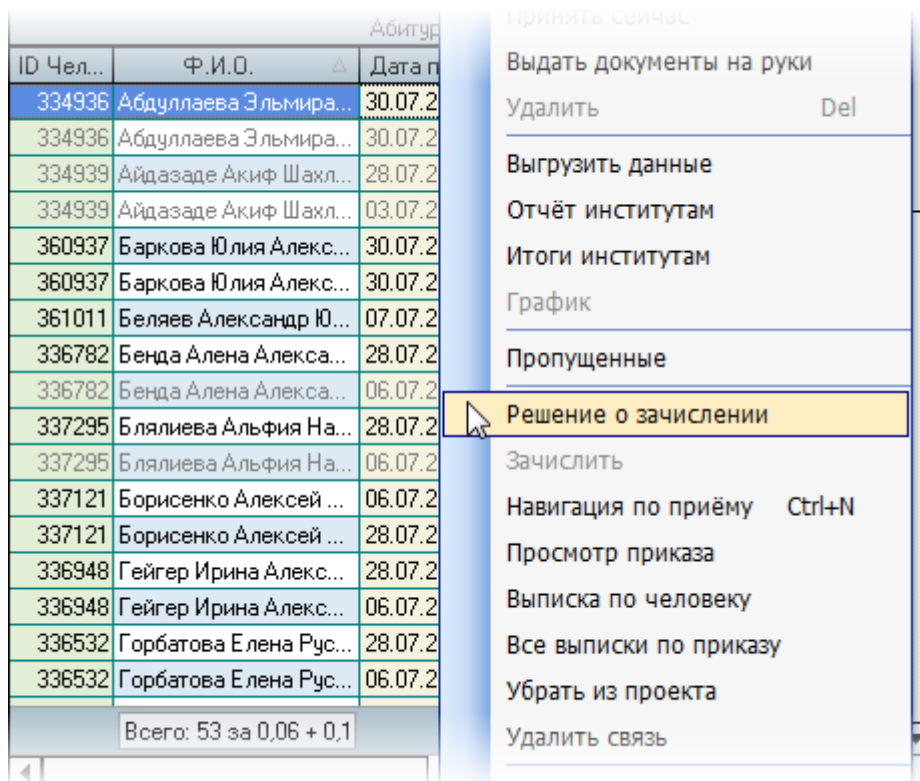 Абитур
ID Чел... Ф.И.О. Дата п
334936 Абдуллаева Эльмира... 30.07.2
334936 Абдуллаева Эльмира... 30.07.2
334939 Айдазаде Акиф Шахл... 28.07.2
334939 Айдазаде Акиф Шахл... 03.07.2
360937 Баркова Юлия Алекс... 30.07.2
360937 Баркова Юлия Алекс... 30.07.2
361011 Беляев Александр Ю... 07.07.2
336782 Бенда Алена Алекса... 28.07.2
336782 Бенда Алена Алекса... 06.07.2
337295 Блялиева Альфия На... 28.07.2
337295 Блялиева Альфия На... 06.07.2
337121 Борисенко Алексей ... 06.07.2
337121 Борисенко Алексей ... 28.07.2
336948 Гейгер Ирина Алекс... 28.07.2
336948 Гейгер Ирина Алекс... 06.07.2
336532 Горбатова Елена Рус... 28.07.2
336532 Горбатова Елена Рус... 06.07.2
Всего: 53 за 0,06 + 0,1
Принять сейчас
Выдать документы на руки
Удалить Del
Выгрузить данные
Отчёт институтам
Итоги институтам
График
Пропущенные
Решение о зачислении
Зачислить
Навигация по приёму Ctrl+N
Просмотр приказа
Выписка по человеку
Все выписки по приказу
Убрать из проекта
Удалить связь